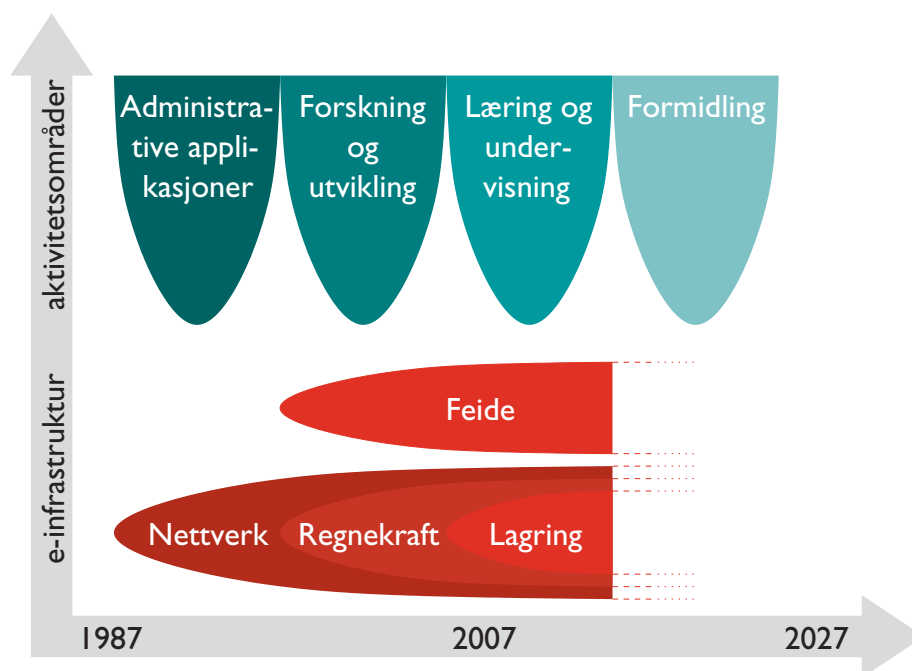 aktivitetsområder
Administra-
tive appli-
kasjoner
Forskning
og
utvikling
Læring og
under-
visning
Formidling
e-infrastruktur
Feide
Nettverk
Regnekraft
Lagring
1987
2007
2027